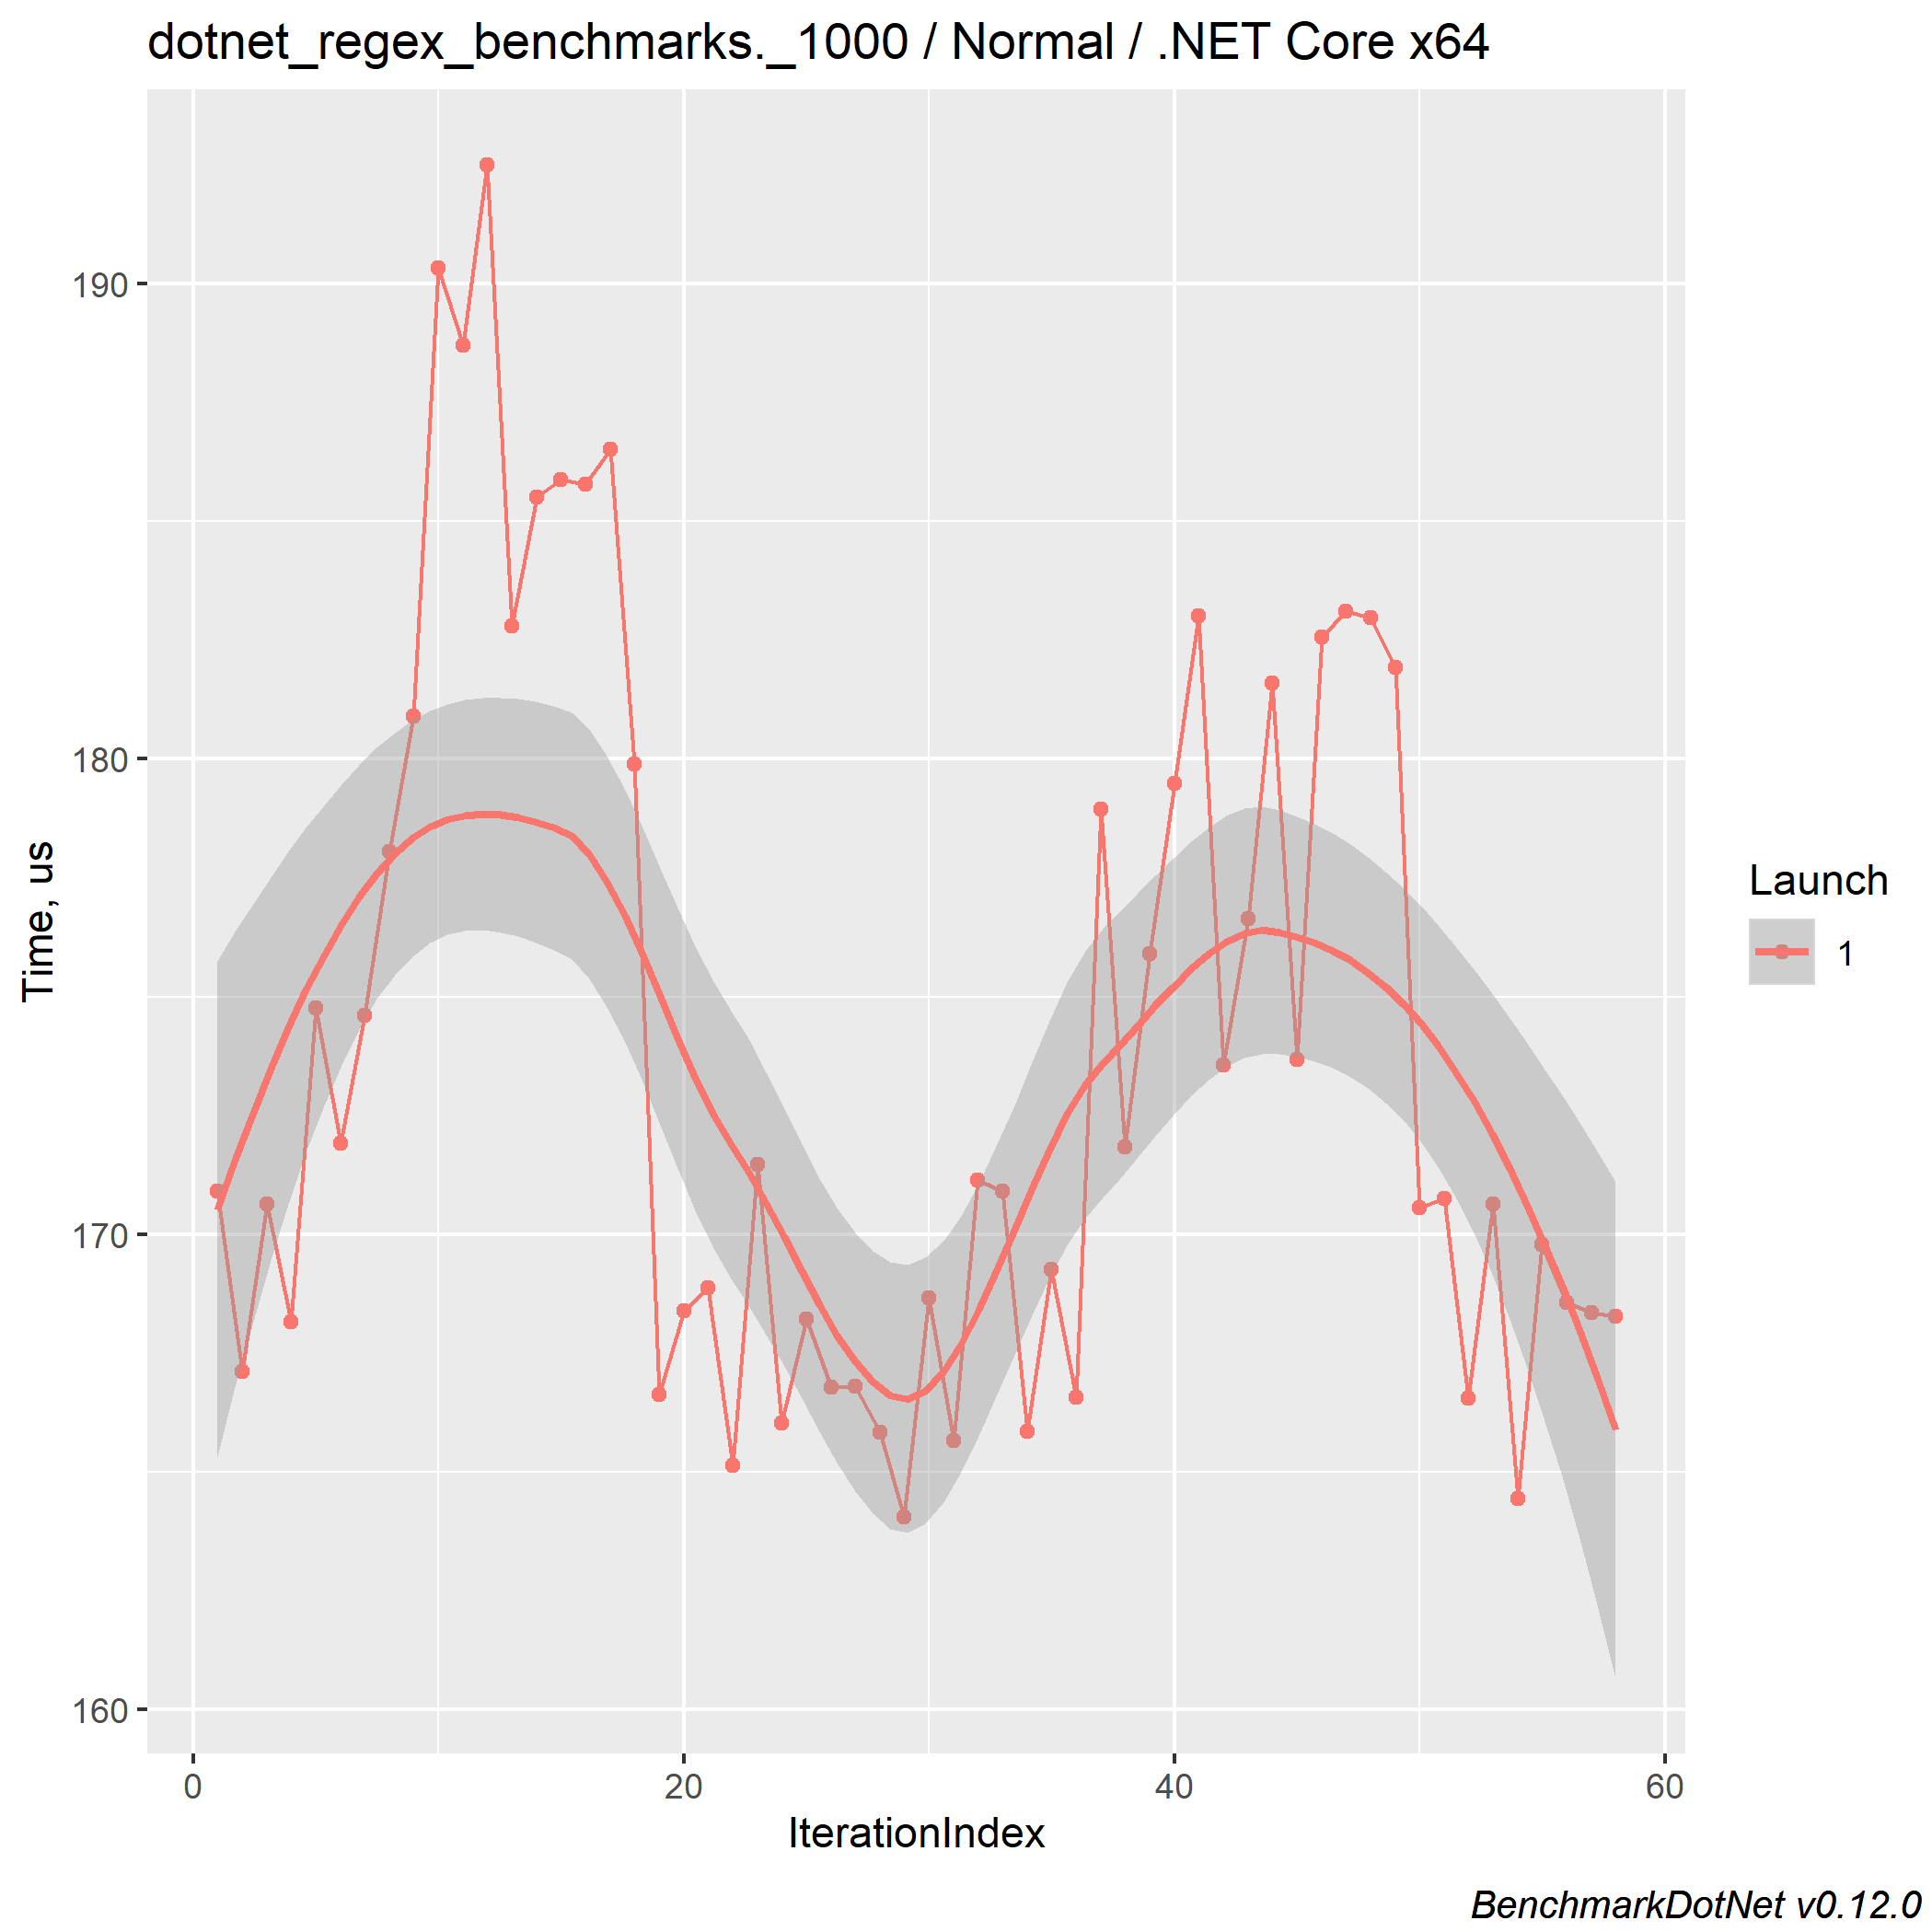 dotnet_regex_benchmarks._1000 / Normal / .NET Core x64
190
180
170
160
Time, us
0 20 40 60
IterationIndex
Launch
1
BenchmarkDotNet v0.12.0